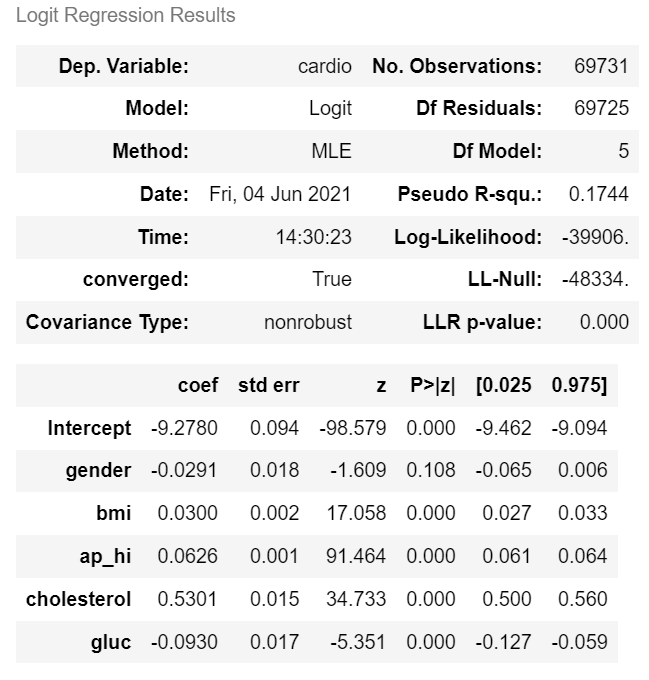 Logit Regression Results
Dep. Variable: cardio No. Observations: 69731
Model: Logit Df Residuals: 69725
Method: MLE Df Model: 5
Date: Fri, 04 Jun 2021 Pseudo R-squ.: 0.1744
Time: 14:30:23 Log-Likelihood: -39906.
converged: True LL-Null: -48334.
Covariance Type: nonrobust LLR p-value: 0.000
coef std err z P>|z| [0.025 0.975]
Intercept -9.2780 0.094 -98.579 0.000 -9.462 -9.094
gender -0.0291 0.018 -1.609 0.108 -0.065 0.006
bmi 0.0300 0.002 17.058 0.000 0.027 0.033
ap_hi 0.0626 0.001 91.464 0.000 0.061 0.064
cholesterol 0.5301 0.015 34.733 0.000 0.500 0.560
gluc -0.0930 0.017 -5.351 0.000 -0.127 -0.059